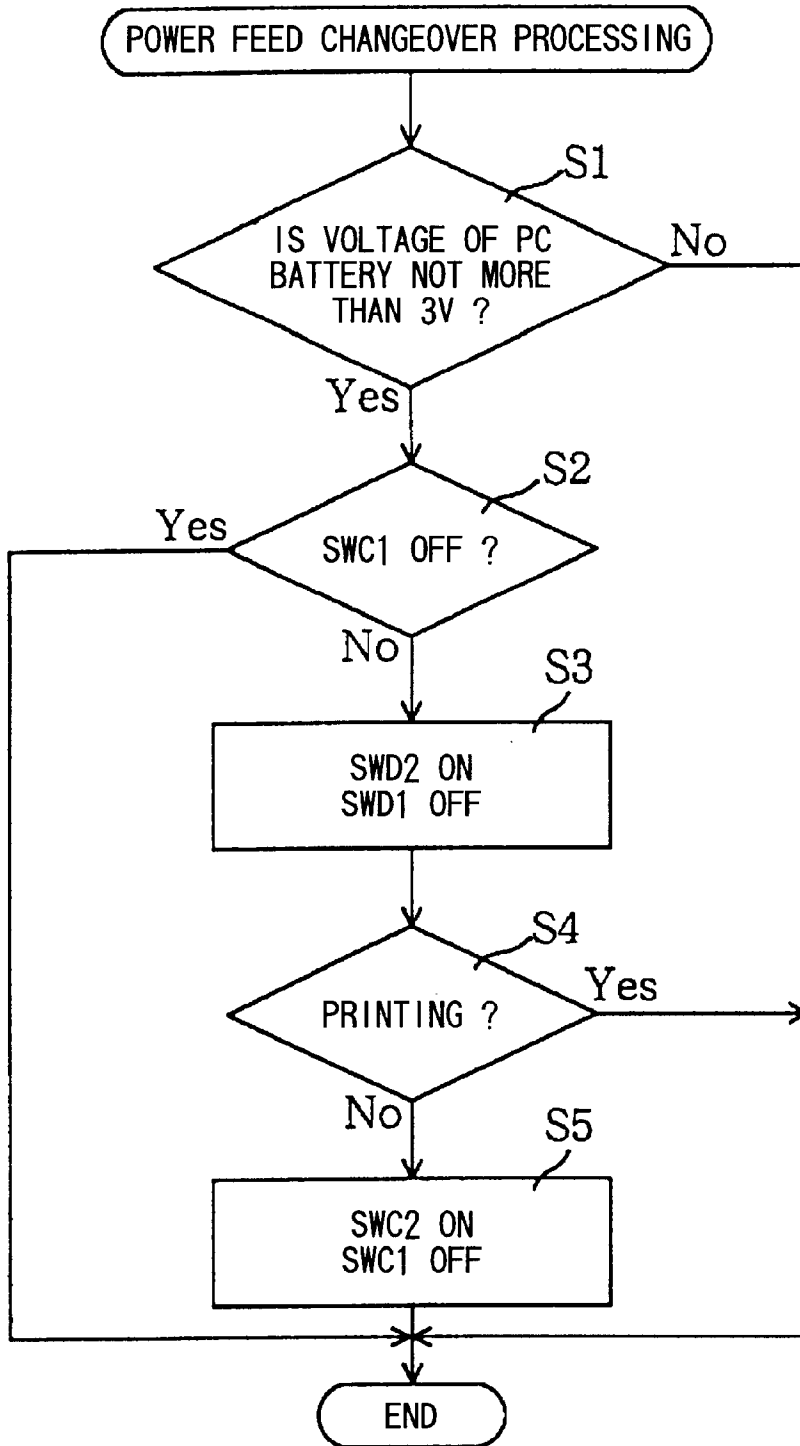 POWER FEED CHANGEOVER PROCESSING
S1
IS VOLTAGE OF PC
BATTERY NOT MORE
THAN 3V ?
No
Yes
S2
Yes
SWC1 OFF ?
No
S3
SWD2 ON
SWD1 OFF
S4
PRINTING ?
Yes
No
S5
SWC2 ON
SWC1 OFF
END